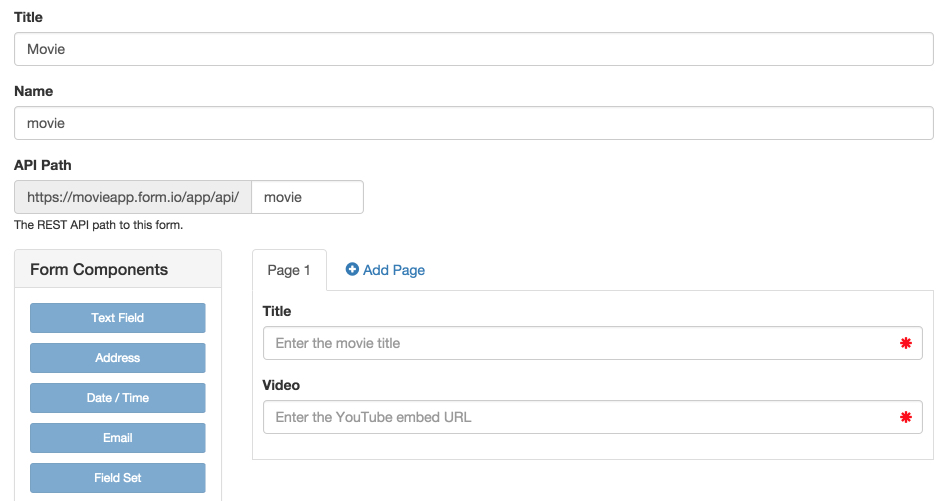 Title
Movie
Name
movie
API Path
https://movieapp.form.io/app/api/ movie
The REST API path to this form.
Form Components
Text Field
Address
Date / Time
Email
Field Set
Page 1 Add Page
Title
Enter the movie title
Video
Enter the YouTube embed URL